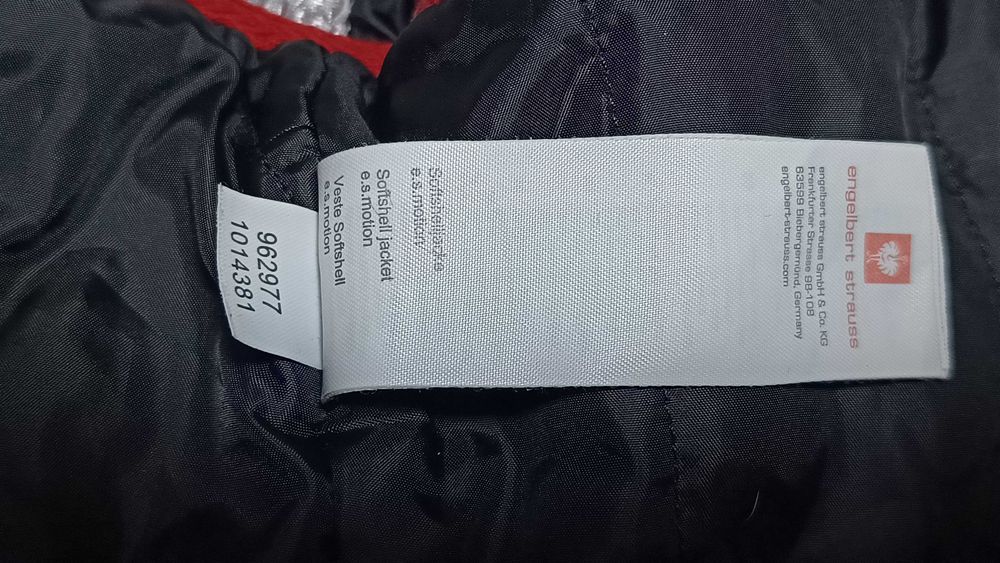 engelbert strauss
engelbert strauss GmbH & Co. KG
Frankfurter Strasse 98-108
63599 Biebergemünd, Germany
engelbert-strauss.com
Softshelljacke
e.s.motion
Softshell jacket
e.s.motion
Veste Softshell
e.s.motion
962977
1014381